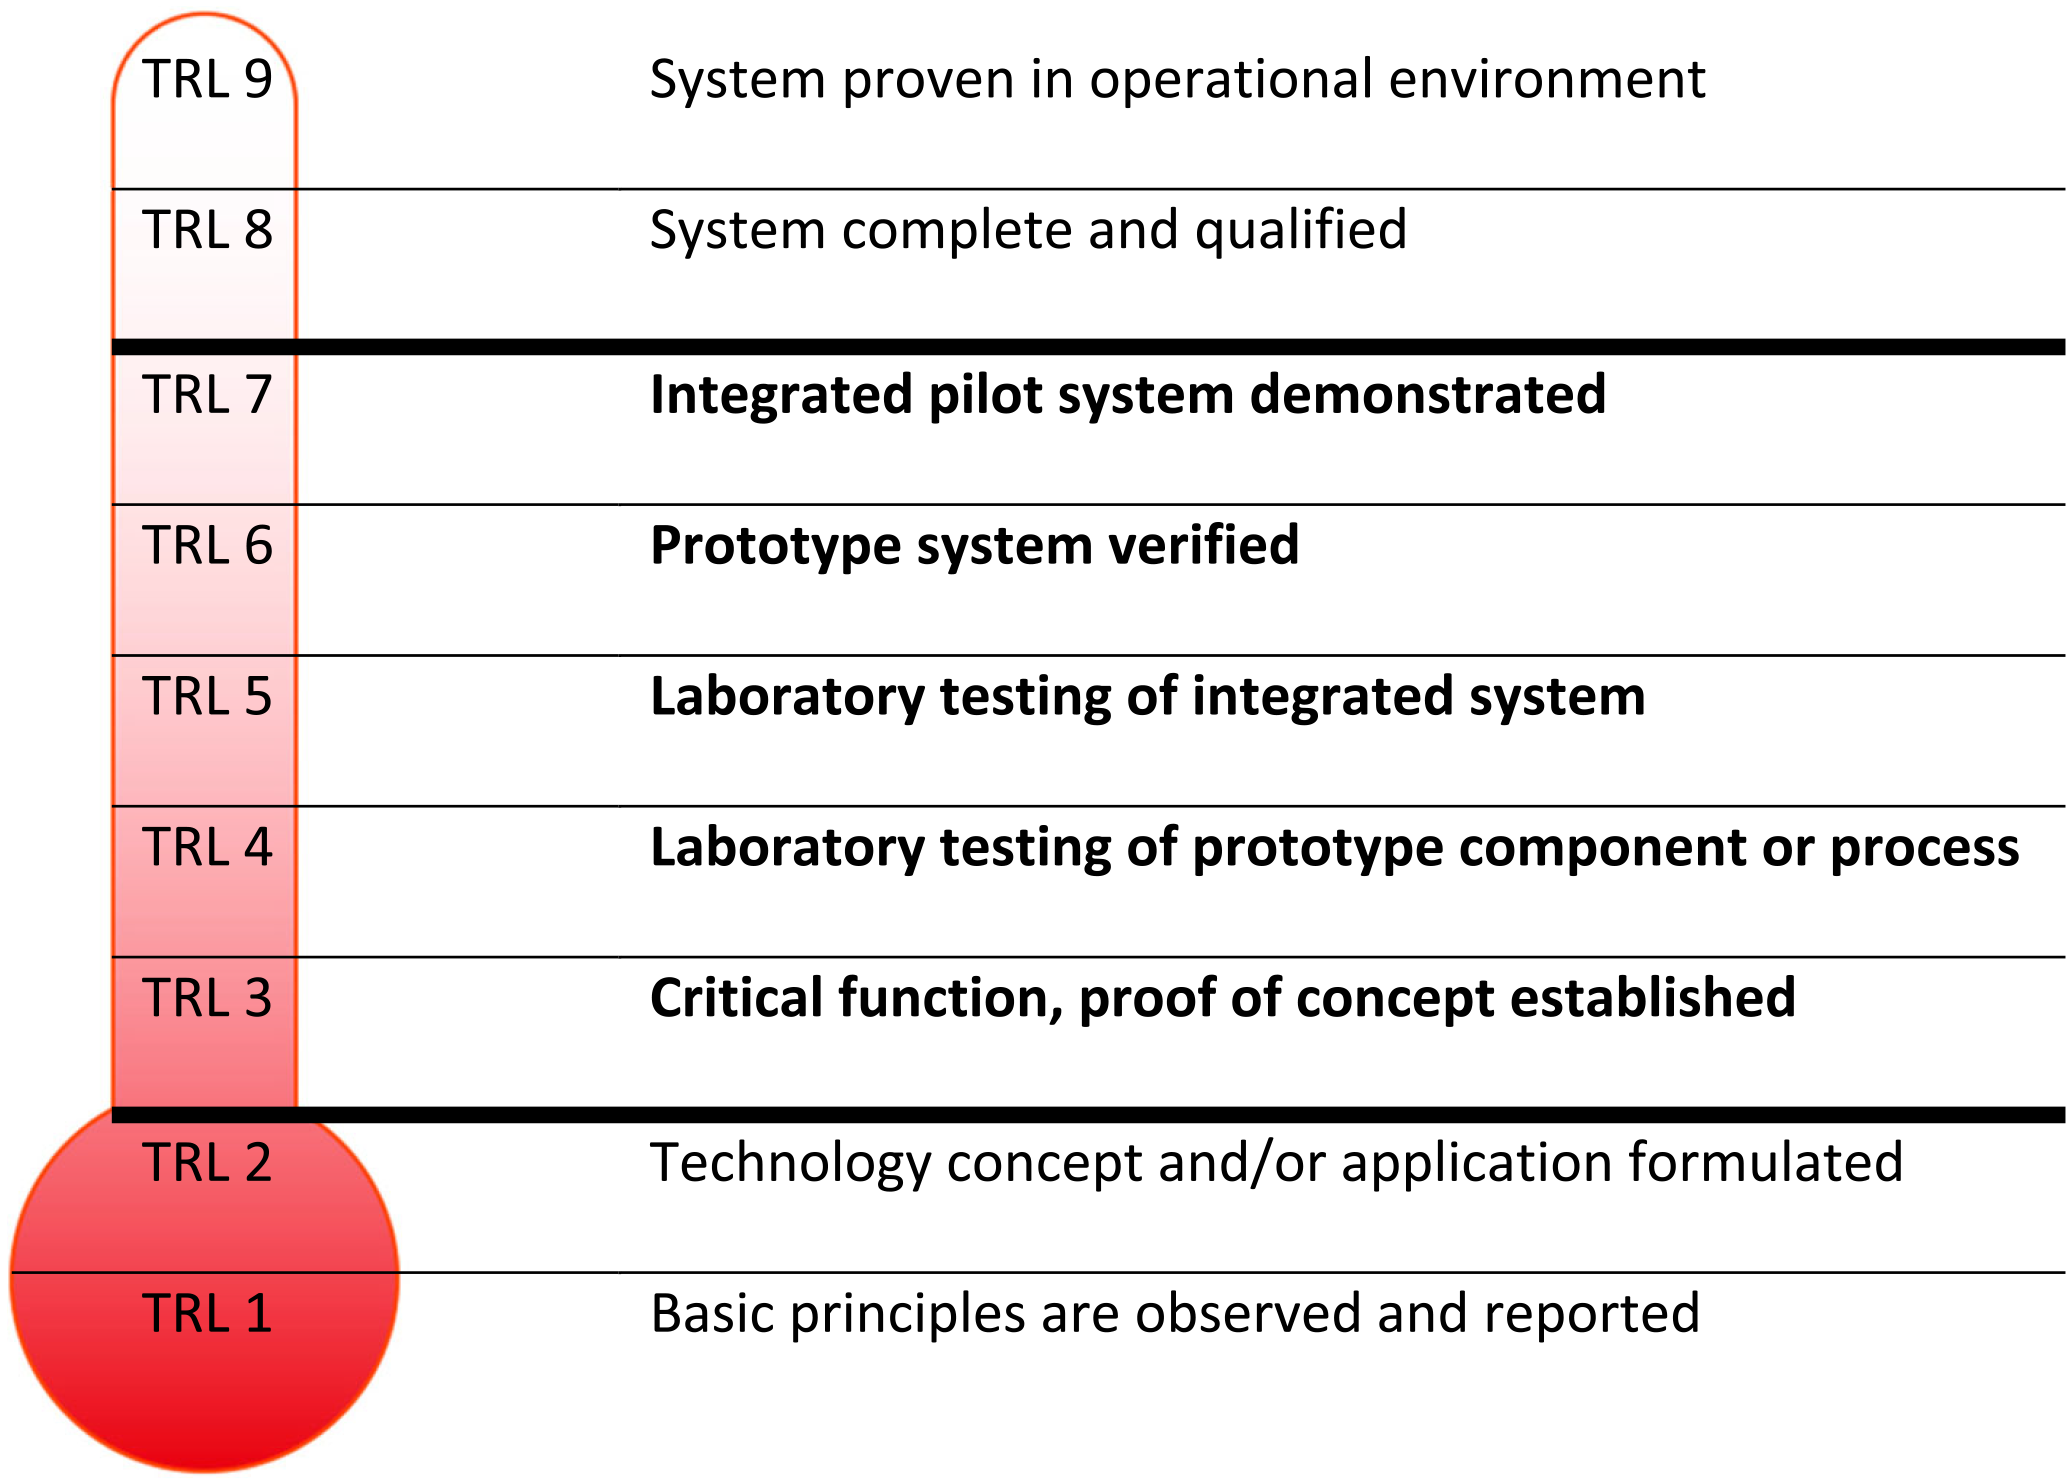 TRL 9 System proven in operational environment
TRL 8 System complete and qualified
TRL 7 Integrated pilot system demonstrated
TRL 6 Prototype system verified
TRL 5 Laboratory testing of integrated system
TRL 4 Laboratory testing of prototype component or process
TRL 3 Critical function, proof of concept established
TRL 2 Technology concept and/or application formulated
TRL 1 Basic principles are observed and reported